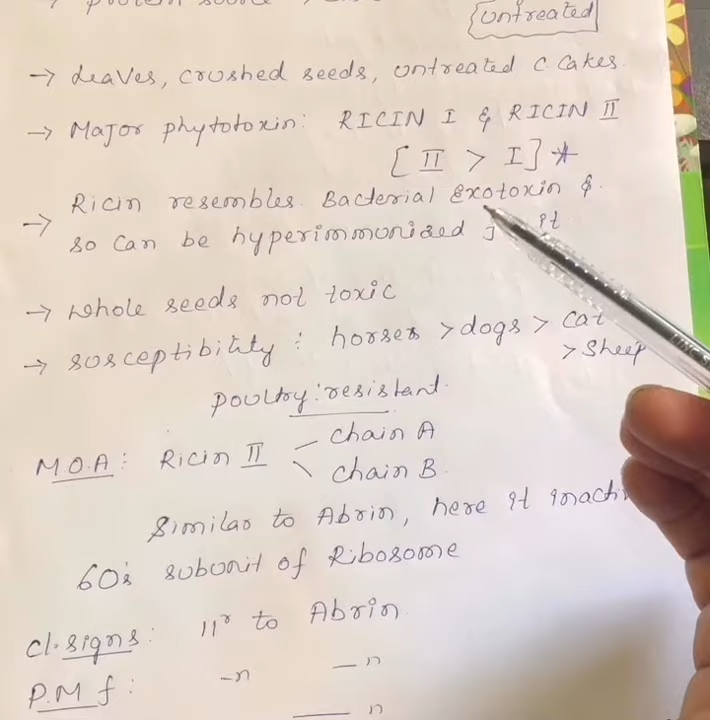 [untreated]
→ Leaves, crushed seeds, untreated c cakes.
→ Major phytotoxin: RICIN I & RICIN II
[II > I] *
→ Ricin resembles Bacterial exotoxin &
so can be hyperimmunized } it
→ whole seeds not toxic
→ susceptibility : horses > dogs > cat
> sheep
poultry: resistant.
M.O.A: Ricin II chain A
chain B
Similar to Abrin, here it inacti
60s subunit of Ribosome
Cl. signs: 11r to Abrin
P.M f: -n — n
— n